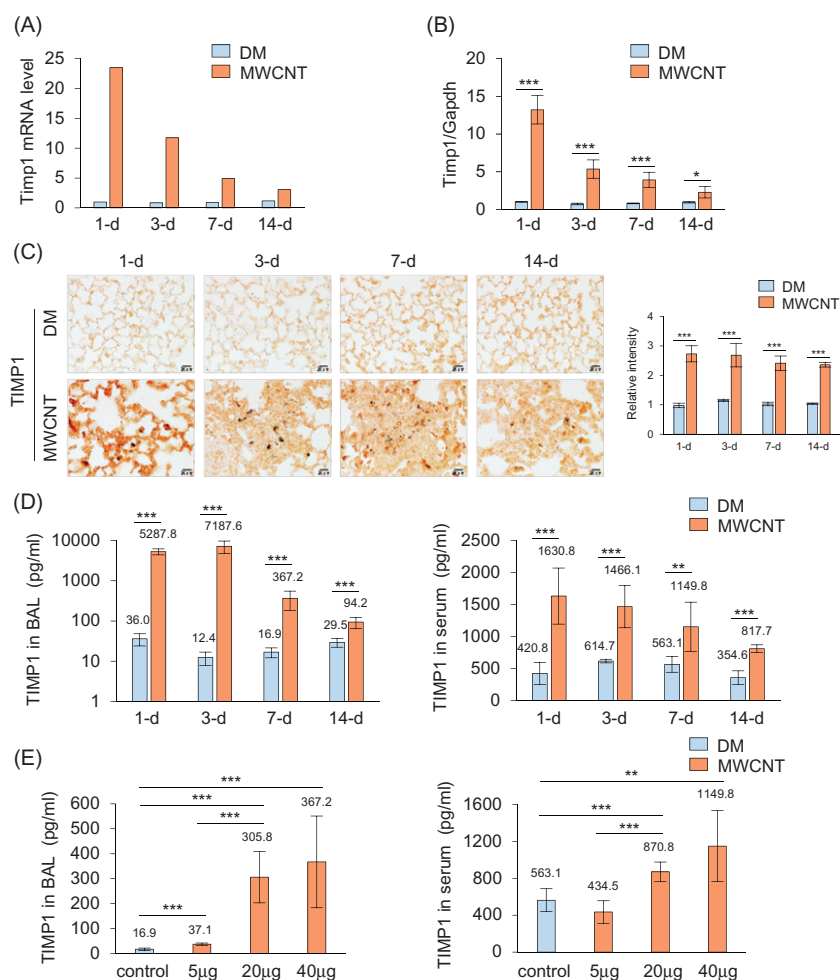 (A)
DM
MWCNT
Timp1 mRNA level
25
20
15
10
5
0
1-d 3-d 7-d 14-d
(B)
DM
MWCNT
Timp1/Gapdh
20
15
10
5
0
*** *** *** *
1-d 3-d 7-d 14-d
(C)
1-d 3-d 7-d 14-d
TIMP1
DM
MWCNT
DM
MWCNT
Relative intensity
4
3
2
1
0
*** *** *** ***
1-d 3-d 7-d 14-d
(D)
TIMP1 in BAL (pg/ml)
10000
1000
100
10
1
*** *** *** ***
5287.8 7187.6 367.2 94.2
36.0 12.4 16.9 29.5
1-d 3-d 7-d 14-d
DM
MWCNT
TIMP1 in serum (pg/ml)
2500
2000
1500
1000
500
0
*** *** ** ***
1630.8 1466.1 1149.8 817.7
420.8 614.7 563.1 354.6
1-d 3-d 7-d 14-d
(E)
TIMP1 in BAL (pg/ml)
600
500
400
300
200
100
0
***
***
***
***
16.9 37.1 305.8 367.2
control 5μg 20μg 40μg
DM
MWCNT
TIMP1 in serum (pg/ml)
1600
1200
800
400
0
**
***
***
563.1 434.5 870.8 1149.8
control 5μg 20μg 40μg